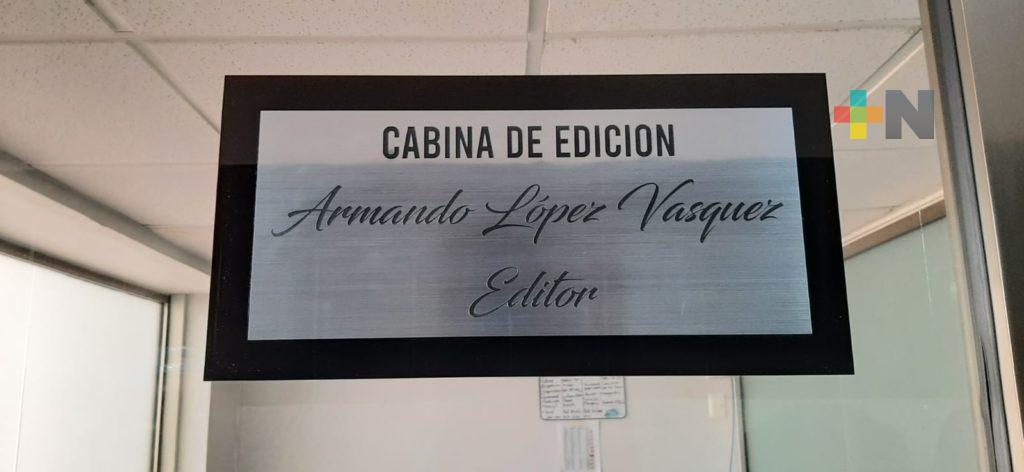 CABINA DE EDICION
Armando López Vasquez
Editor
+N